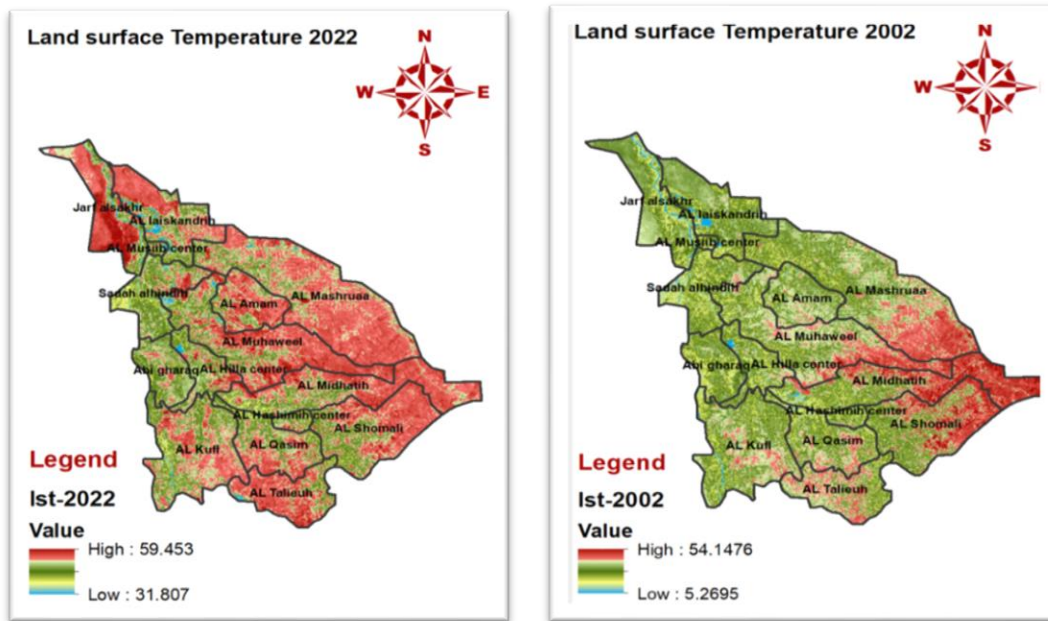 Land surface Temperature 2022
N
W
E
S
Jarf alsakhr
AL Iaiskandrih
AL Musiib center
Sadah alhindih
AL Amam
AL Mashruaa
AL Muhaweel
Abi gharaq
AL Hilla center
AL Midhatih
AL Hashimih center
AL Shomali
AL Kufl
AL Qasim
AL Talieuh
Legend
lst-2022
Value
High : 59.453
Low : 31.807
Land surface Temperature 2002
N
W
S
Jarf alsakhr
AL Iaiskandrih
AL Musiib center
Sadah alhindih
AL Amam
AL Mashruaa
AL Muhaweel
Abi gharaq
AL Hilla center
AL Midhatih
AL Hashimih center
AL Shomali
AL Kufl
AL Qasim
AL Talieuh
Legend
lst-2002
Value
High : 54.1476
Low : 5.2695